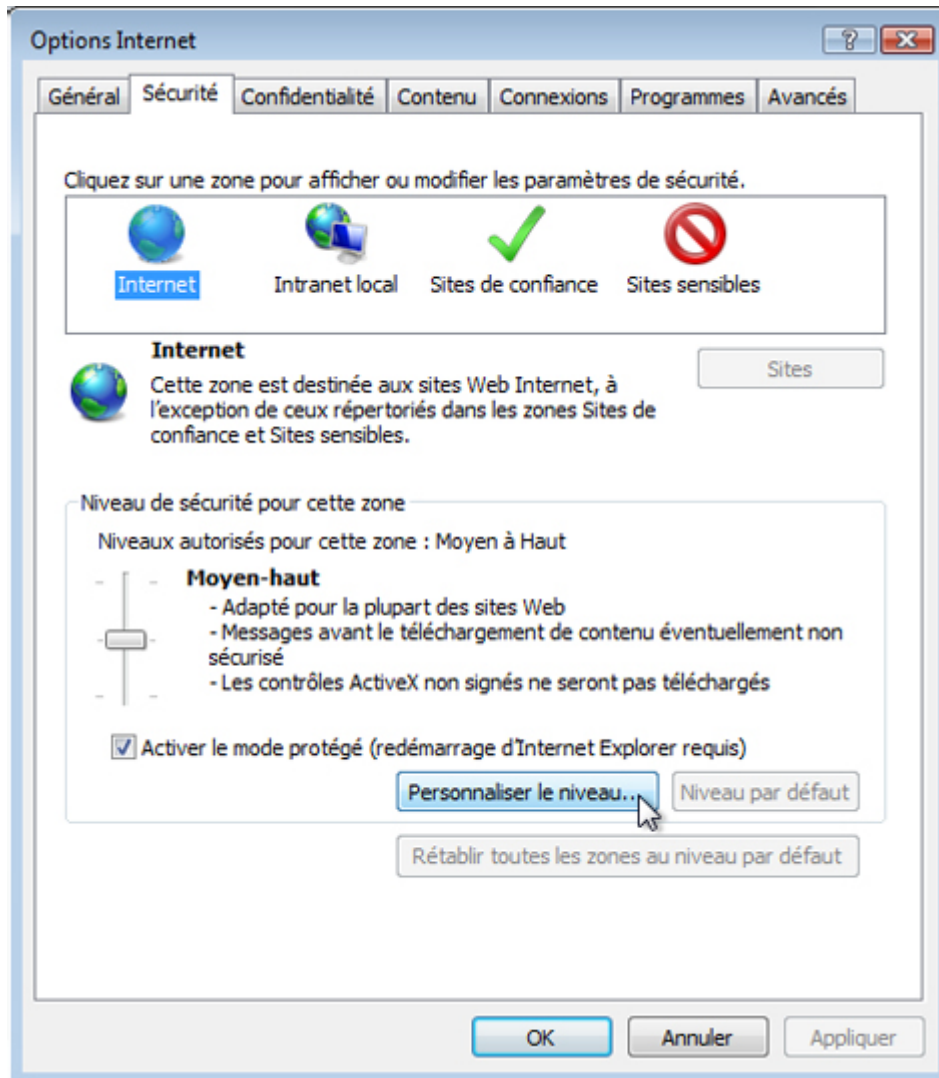 Options Internet
Général Sécurité Confidentialité Contenu Connexions Programmes Avancés
Cliquez sur une zone pour afficher ou modifier les paramètres de sécurité.
Internet Intranet local Sites de confiance Sites sensibles
Internet
Sites
Cette zone est destinée aux sites Web Internet, à
l'exception de ceux répertoriés dans les zones Sites de
confiance et Sites sensibles.
Niveau de sécurité pour cette zone
Niveaux autorisés pour cette zone : Moyen à Haut
Moyen-haut
- Adapté pour la plupart des sites Web
- Messages avant le téléchargement de contenu éventuellement non
sécurisé
- Les contrôles ActiveX non signés ne seront pas téléchargés
Activer le mode protégé (redémarrage d'Internet Explorer requis)
Personnaliser le niveau... Niveau par défaut
Rétablir toutes les zones au niveau par défaut
OK Annuler Appliquer